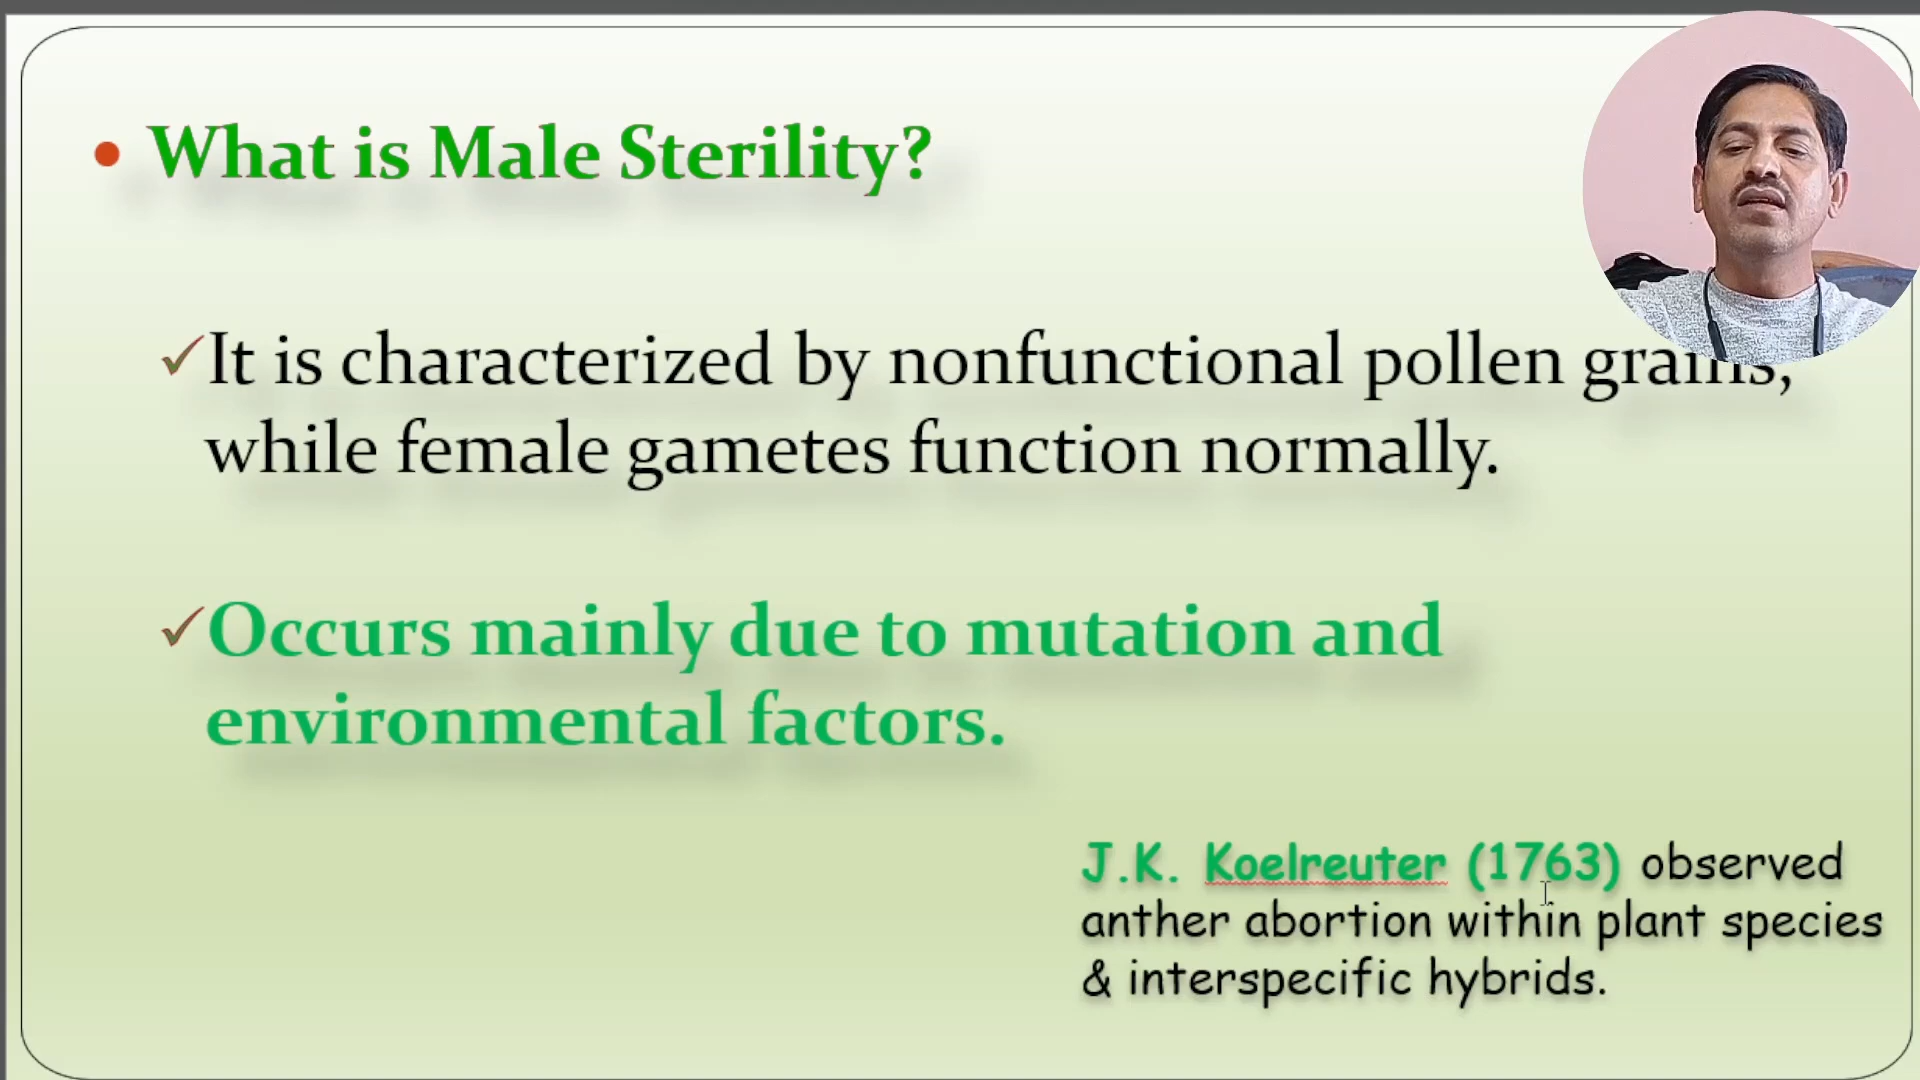 • What is Male Sterility?
✓It is characterized by nonfunctional pollen grains,
while female gametes function normally.
✓Occurs mainly due to mutation and
environmental factors.
J.K. Koelreuter (1763) observed
anther abortion within plant species
& interspecific hybrids.